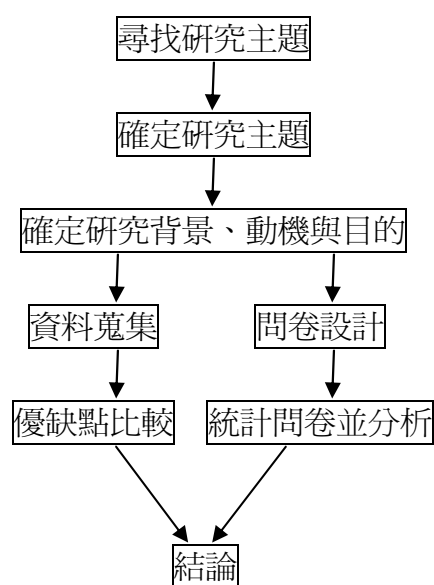 尋找研究主題
確定研究主題
確定研究背景、動機與目的
資料蒐集
問卷設計
優缺點比較
統計問卷並分析
結論